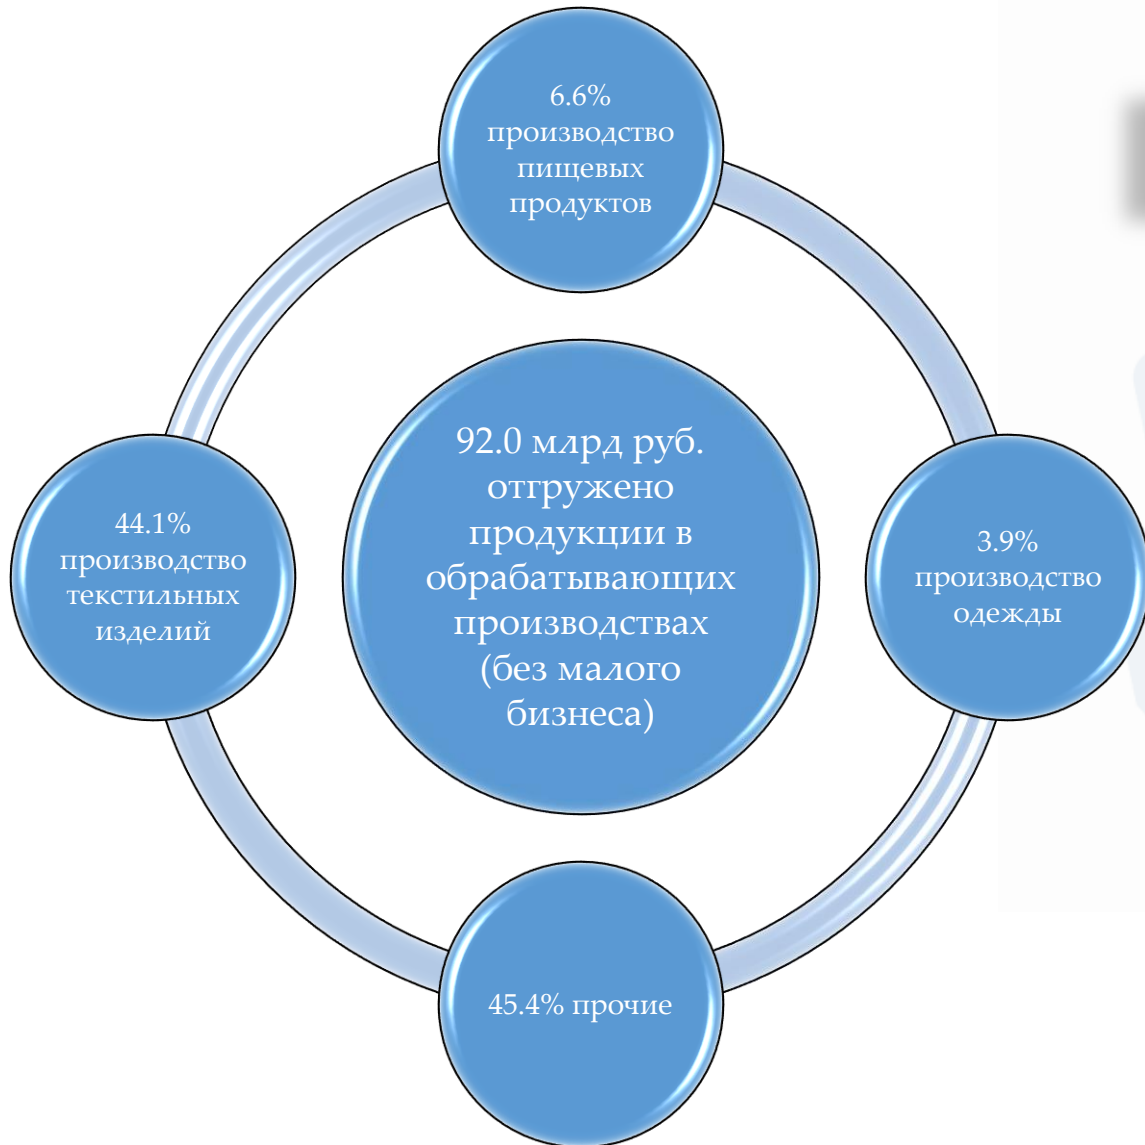 6.6%
производство
пищевых
продуктов
92.0 млрд руб.
отгружено
продукции в
обрабатывающих
производствах
(без малого
бизнеса)
44.1%
производство
текстильных
изделий
3.9%
производство
одежды
45.4% прочие